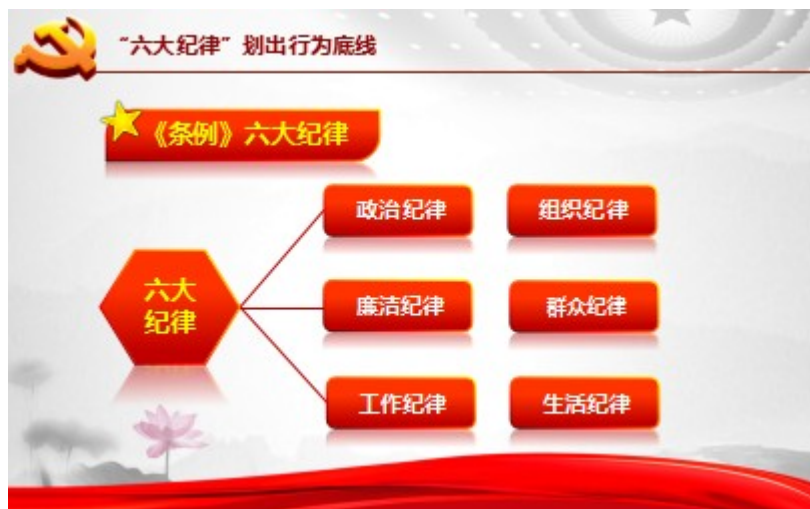 “六大纪律”划出行为底线
《条例》六大纪律
政治纪律 组织纪律
六大
纪律
廉洁纪律 群众纪律
工作纪律 生活纪律